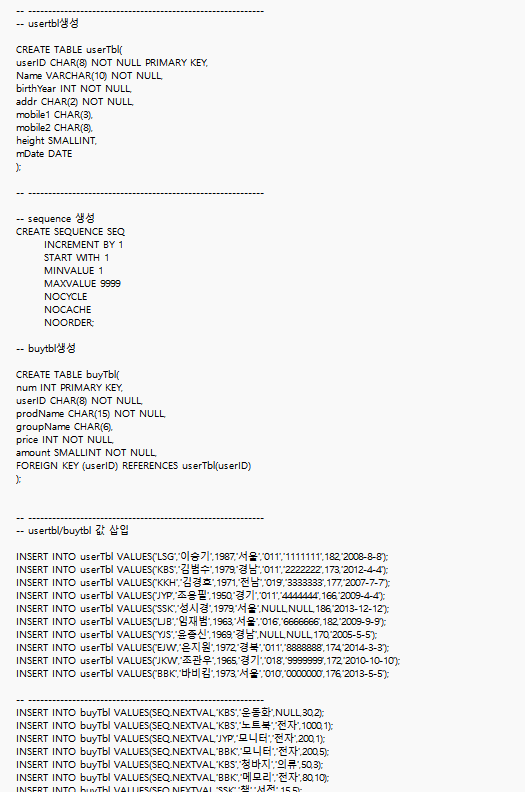 -- -----------------------------------------------------------
-- usertbl생성
CREATE TABLE userTbl(
userID CHAR(8) NOT NULL PRIMARY KEY,
Name VARCHAR(10) NOT NULL,
birthYear INT NOT NULL,
addr CHAR(2) NOT NULL,
mobile1 CHAR(3),
mobile2 CHAR(8),
height SMALLINT,
mDate DATE
);
-- -----------------------------------------------------------
-- sequence 생성
CREATE SEQUENCE SEQ
INCREMENT BY 1
START WITH 1
MINVALUE 1
MAXVALUE 9999
NOCYCLE
NOCACHE
NOORDER;
-- buytbl생성
CREATE TABLE buyTbl(
num INT PRIMARY KEY,
userID CHAR(8) NOT NULL,
prodName CHAR(15) NOT NULL,
groupName CHAR(6),
price INT NOT NULL,
amount SMALLINT NOT NULL,
FOREIGN KEY (userID) REFERENCES userTbl(userID)
);
-- -----------------------------------------------------------
-- usertbl/buytbl 값 삽입
INSERT INTO userTbl VALUES('LSG','이승기',1987,'서울','011','1111111',182,'2008-8-8');
INSERT INTO userTbl VALUES('KBS','김범수',1979,'경남','011','2222222',173,'2012-4-4');
INSERT INTO userTbl VALUES('KKH','김경호',1971,'전남','019','3333333',177,'2007-7-7');
INSERT INTO userTbl VALUES('JYP','조용필',1950,'경기','011','4444444',166,'2009-4-4');
INSERT INTO userTbl VALUES('SSK','성시경',1979,'서울',NULL,NULL,186,'2013-12-12');
INSERT INTO userTbl VALUES('LJB','임재범',1963,'서울','016','6666666',182,'2009-9-9');
INSERT INTO userTbl VALUES('YJS','윤종신',1969,'경남',NULL,NULL,170,'2005-5-5');
INSERT INTO userTbl VALUES('EJW','은지원',1972,'경북','011','8888888',174,'2014-3-3');
INSERT INTO userTbl VALUES('JKW','조관우',1965,'경기','018','9999999',172,'2010-10-10');
INSERT INTO userTbl VALUES('BBK','바비킴',1973,'서울','010','0000000',176,'2013-5-5');
-- -----------------------------------------------------------
INSERT INTO buyTbl VALUES(SEQ.NEXTVAL,'KBS','운동화',NULL,30,2);
INSERT INTO buyTbl VALUES(SEQ.NEXTVAL,'KBS','노트북','전자',1000,1);
INSERT INTO buyTbl VALUES(SEQ.NEXTVAL,'JYP','모니터','전자',200,1);
INSERT INTO buyTbl VALUES(SEQ.NEXTVAL,'BBK','모니터','전자',200,5);
INSERT INTO buyTbl VALUES(SEQ.NEXTVAL,'KBS','청바지','의류',50,3);
INSERT INTO buyTbl VALUES(SEQ.NEXTVAL,'BBK','메모리','전자',80,10);
INSERT INTO buyTbl VALUES(SEQ.NEXTVAL,'SSK','책','서적',15,5);